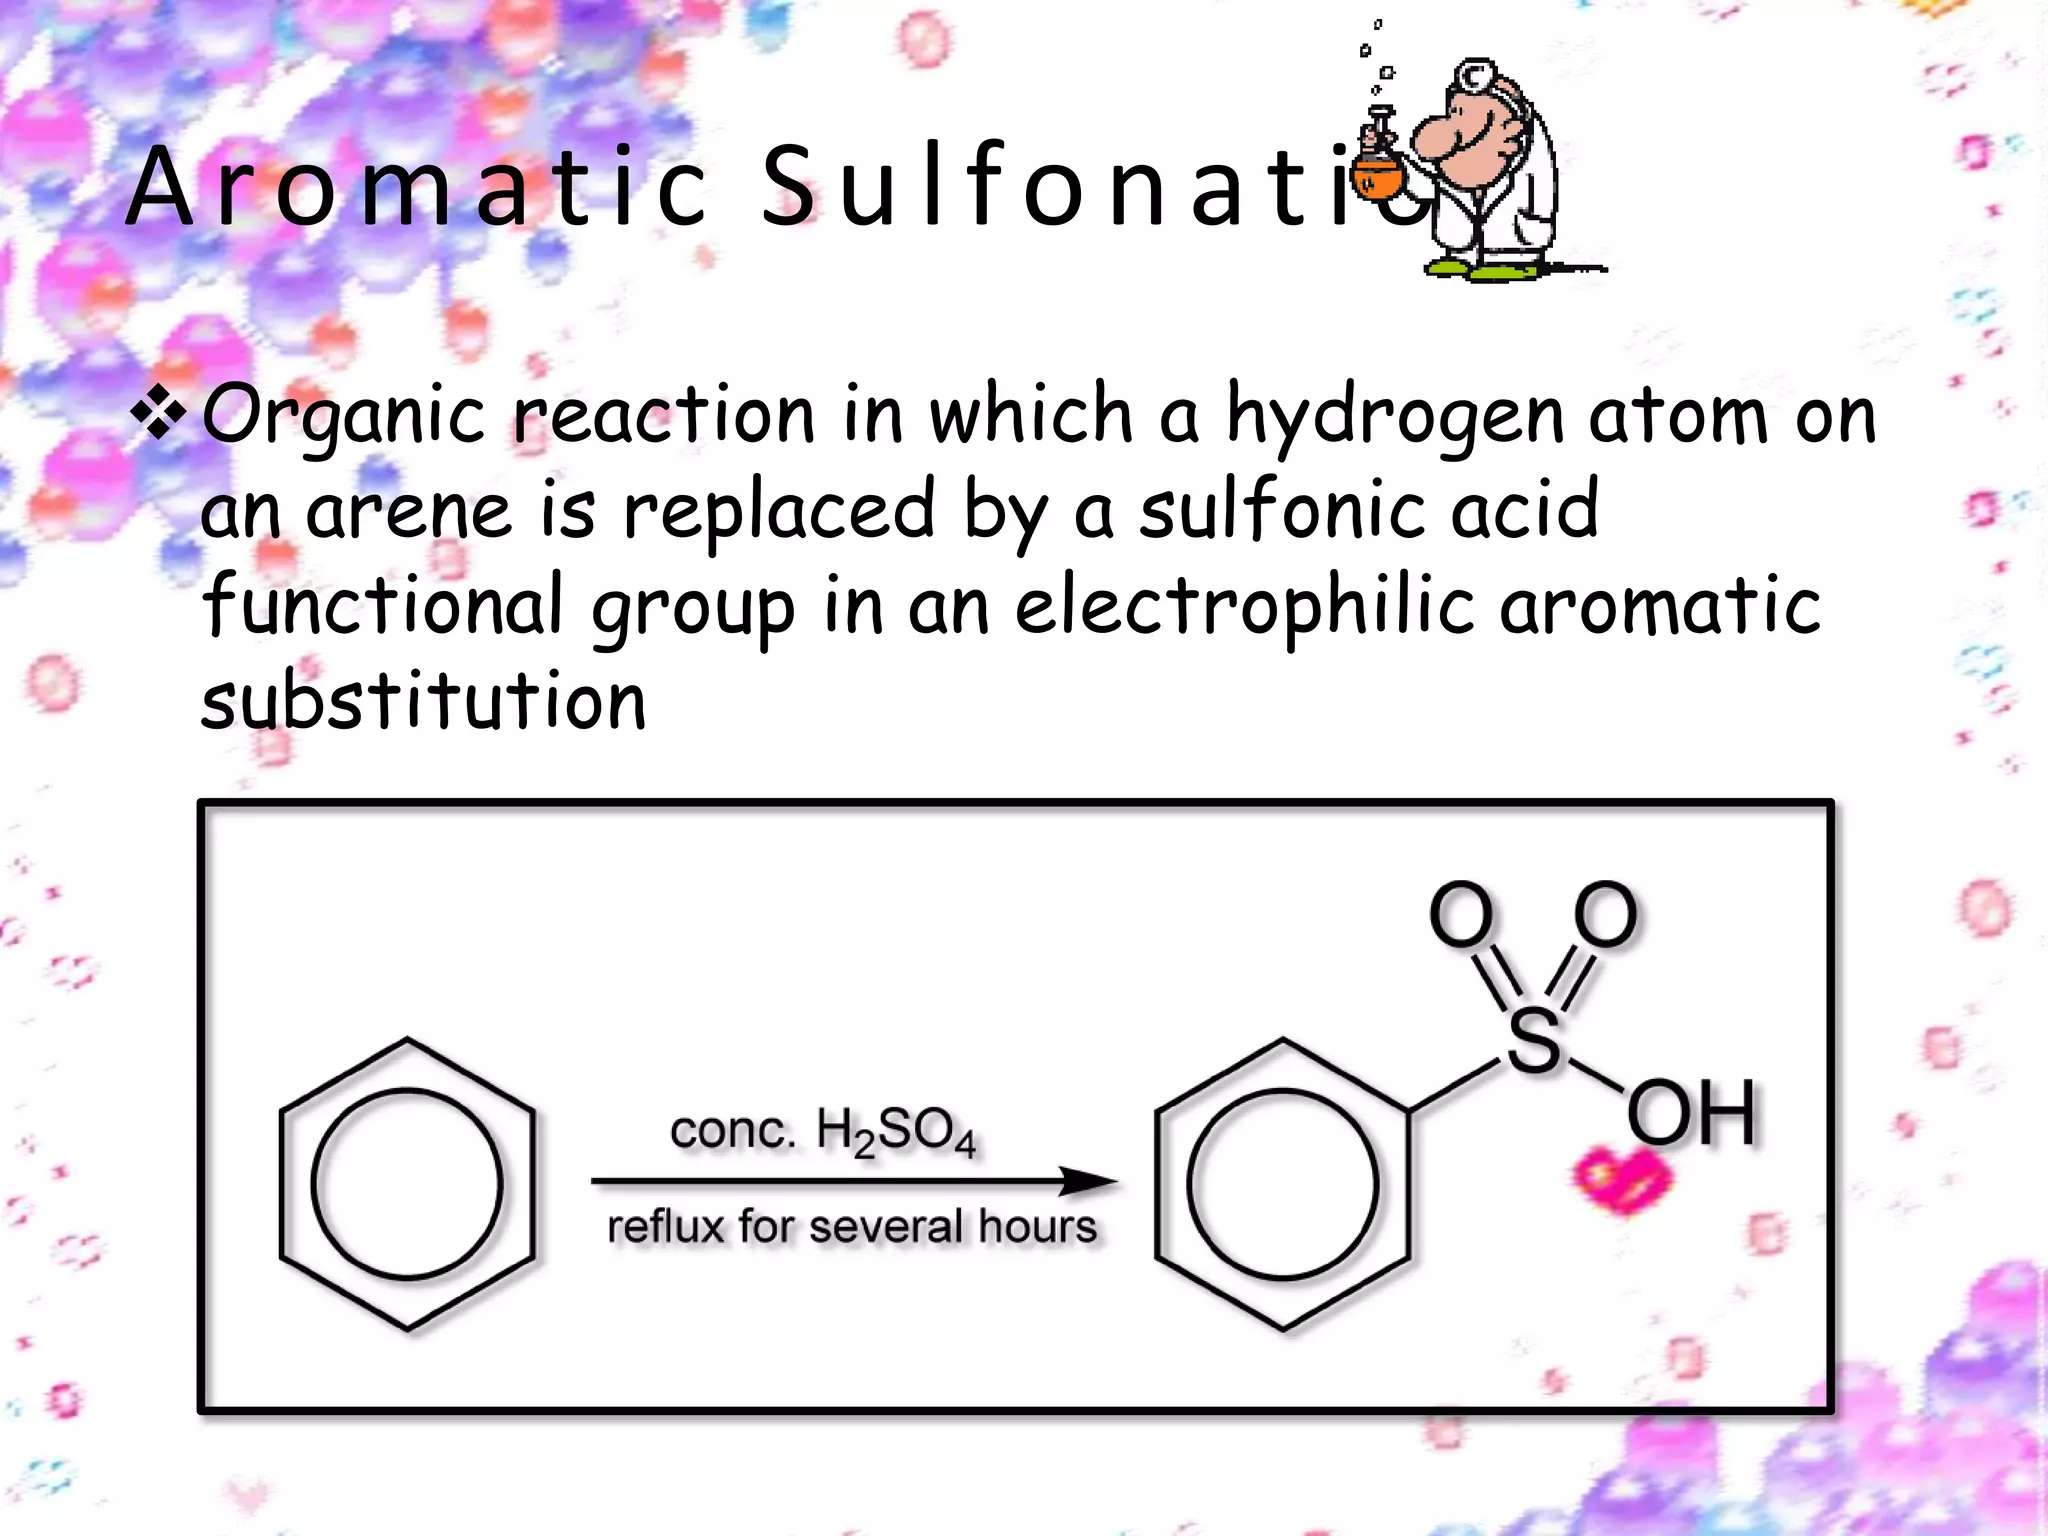 Aromatic Sulfonatio
❖Organic reaction in which a hydrogen atom on
an arene is replaced by a sulfonic acid
functional group in an electrophilic aromatic
substitution
O O
S
OH
conc. H₂SO₄
reflux for several hours